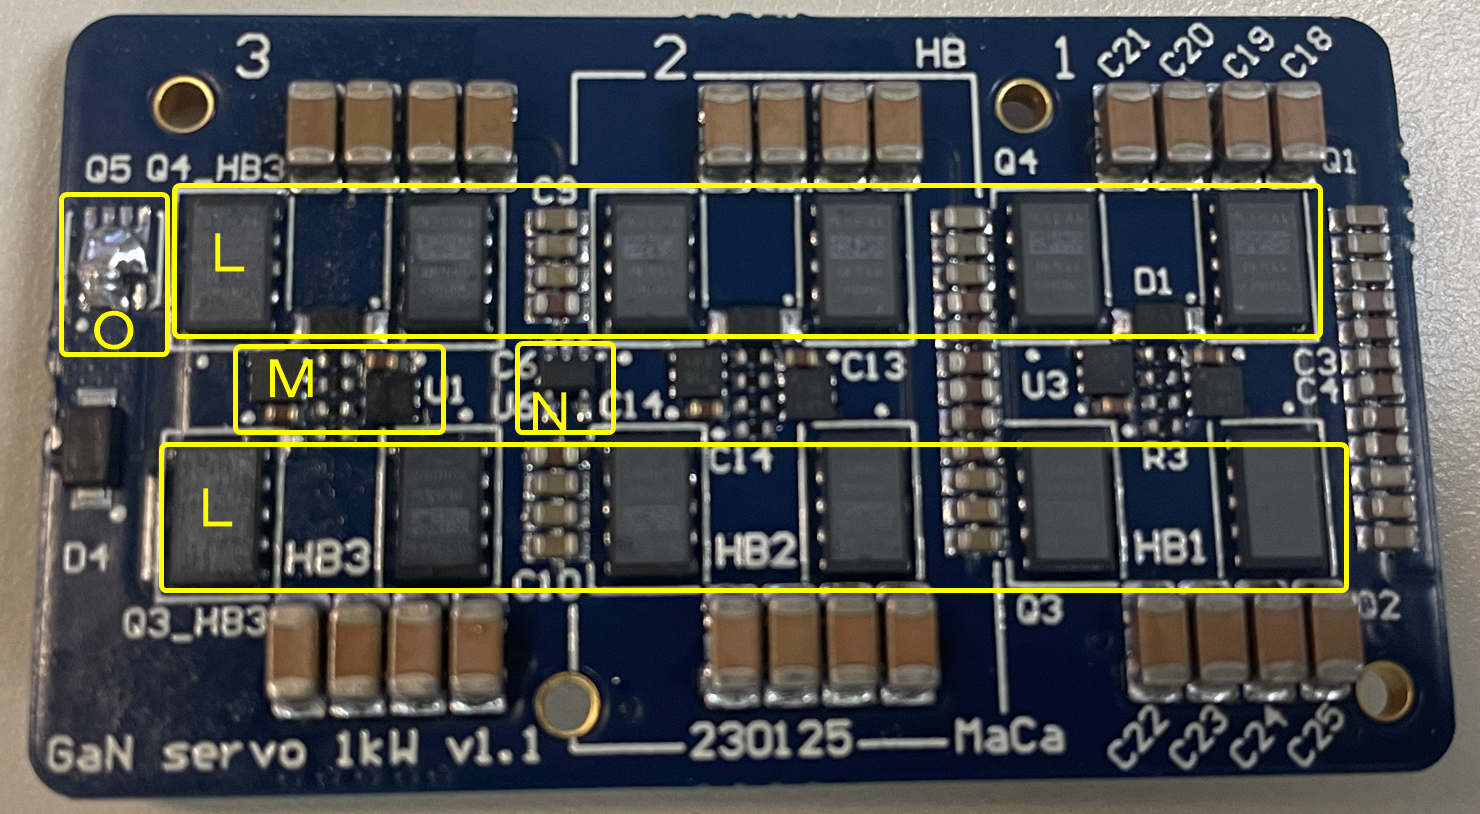 3 2 HB 1 C21 C20 C19 C18
Q5 Q4_HB3 C9 Q4 Q1
L
D1
O
M U1 C6 N C14 C13 U3 C3
C4
C14 R3
L
HB3 HB2 HB1
D4 C10
Q3_HB3 Q3 Q2
GaN servo 1kW v1.1 230125 MaCa C22 C23 C24 C25